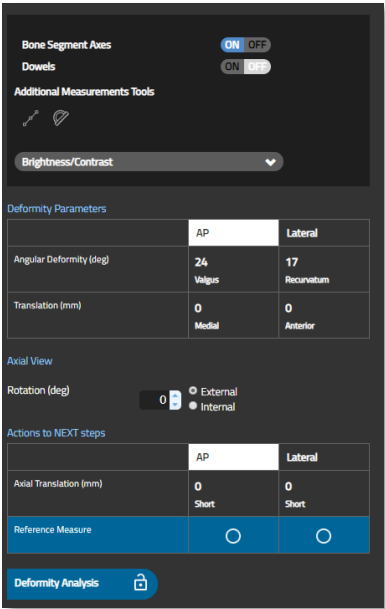 Bone Segment Axes ON OFF
Dowels ON OFF
Additional Measurements Tools
Brightness/Contrast
Deformity Parameters
AP Lateral
Angular Deformity (deg) 24 17
Valgus Recurvatum
Translation (mm) 0 0
Medial Anterior
Axial View
Rotation (deg) 0 External
Internal
Actions to NEXT steps
AP Lateral
Axial Translation (mm) 0 0
Short Short
Reference Measure
Deformity Analysis